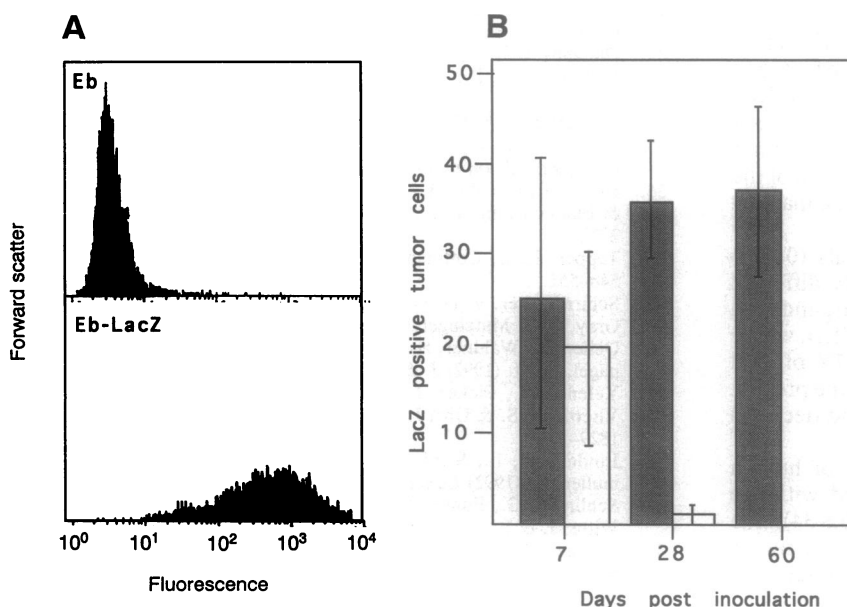 A
Eb
Eb-LacZ
Forward scatter
10⁰ 10¹ 10² 10³ 10⁴
Fluorescence
B
50
40
30
20
10
LacZ positive tumor cells
7 28 60
Days post inoculation